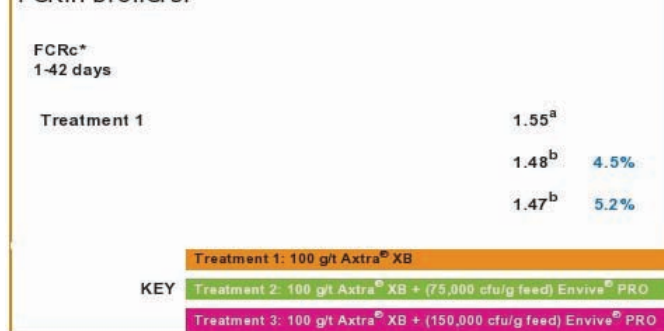 FCRc*
1-42 days
Treatment 1 1.55a
1.48b 4.5%
1.47b 5.2%
Treatment 1: 100 g/t Axtra® XB
KEY Treatment 2: 100 g/t Axtra® XB + (75,000 cfu/g feed) Envive® PRO
Treatment 3: 100 g/t Axtra® XB + (150,000 cfu/g feed) Envive® PRO